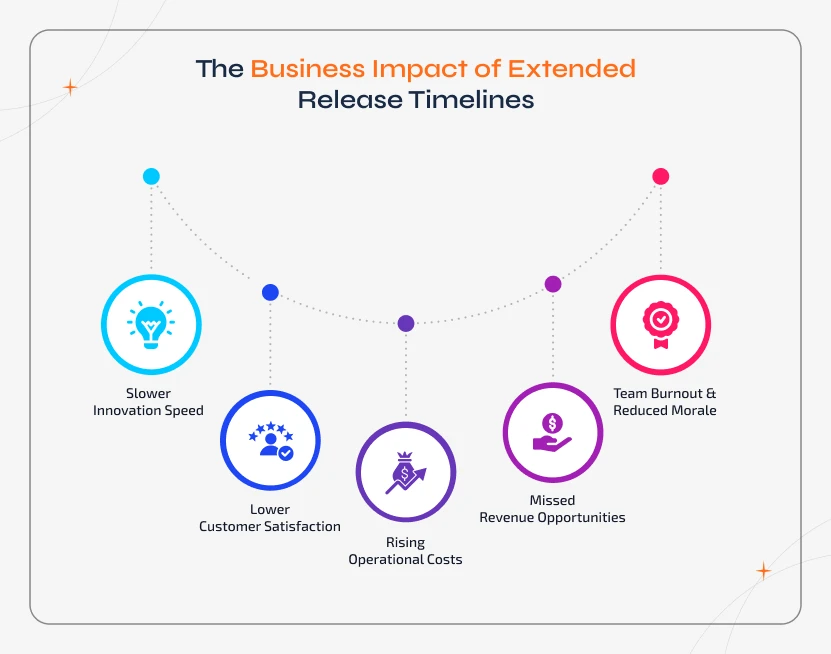 The Business Impact of Extended
Release Timelines
Slower
Innovation Speed
Lower
Customer Satisfaction
$
Rising
Operational Costs
$
Missed
Revenue Opportunities
Team Burnout &
Reduced Morale